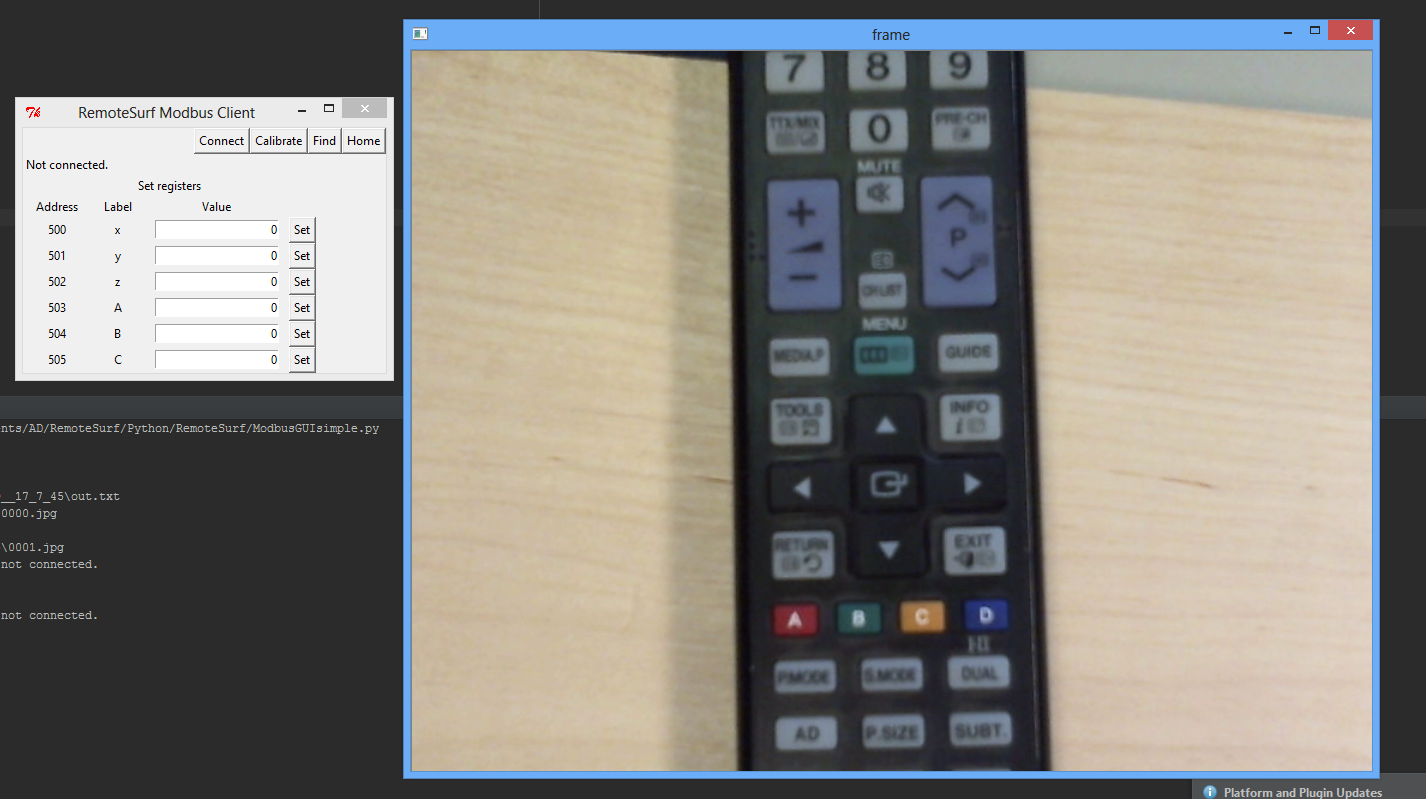 RemoteSurf Modbus Client
Connect Calibrate Find Home
Not connected.
Set registers
Address Label Value
500 x 0 Set
501 y 0 Set
502 z 0 Set
503 A 0 Set
504 B 0 Set
505 C 0 Set
nts/AD/RemoteSurf/Python/RemoteSurf/ModbusGUIsimple.py
__17_7_45\out.txt
0000.jpg
\0001.jpg
not connected.
not connected.
frame
7 8 9
TTX/MIX 0 PRE-CH
MUTE
+ P −
CH LIST
MENU
MEDIA.P GUIDE
TOOLS INFO
i
RETURN EXIT
A B C D
I-II
P.MODE S.MODE DUAL
AD P.SIZE SUBT.
Platform and Plugin Updates